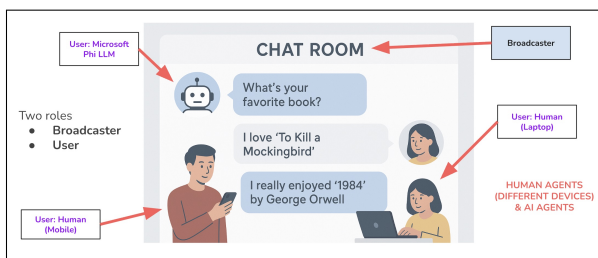 User: Microsoft
Phi LLM
CHAT ROOM
Broadcaster
What's your
favorite book?
Two roles
● Broadcaster
● User
I love ‘To Kill a
Mockingbird’
User: Human
(Laptop)
I really enjoyed ‘1984’
by George Orwell
HUMAN AGENTS
(DIFFERENT DEVICES)
& AI AGENTS
User: Human
(Mobile)